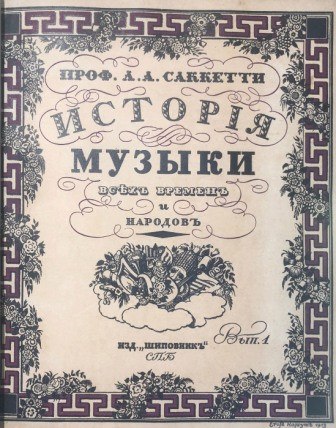 ПРОФ. А. А. САККЕТТИ
ИСТОРІЯ
МУЗЫКИ
ВСѢХЪ ВРЕМЕНЪ
и
НАРОДОВЪ
Вып. 1
ИЗД. „ШИПОВНИКЪ“
СПБ